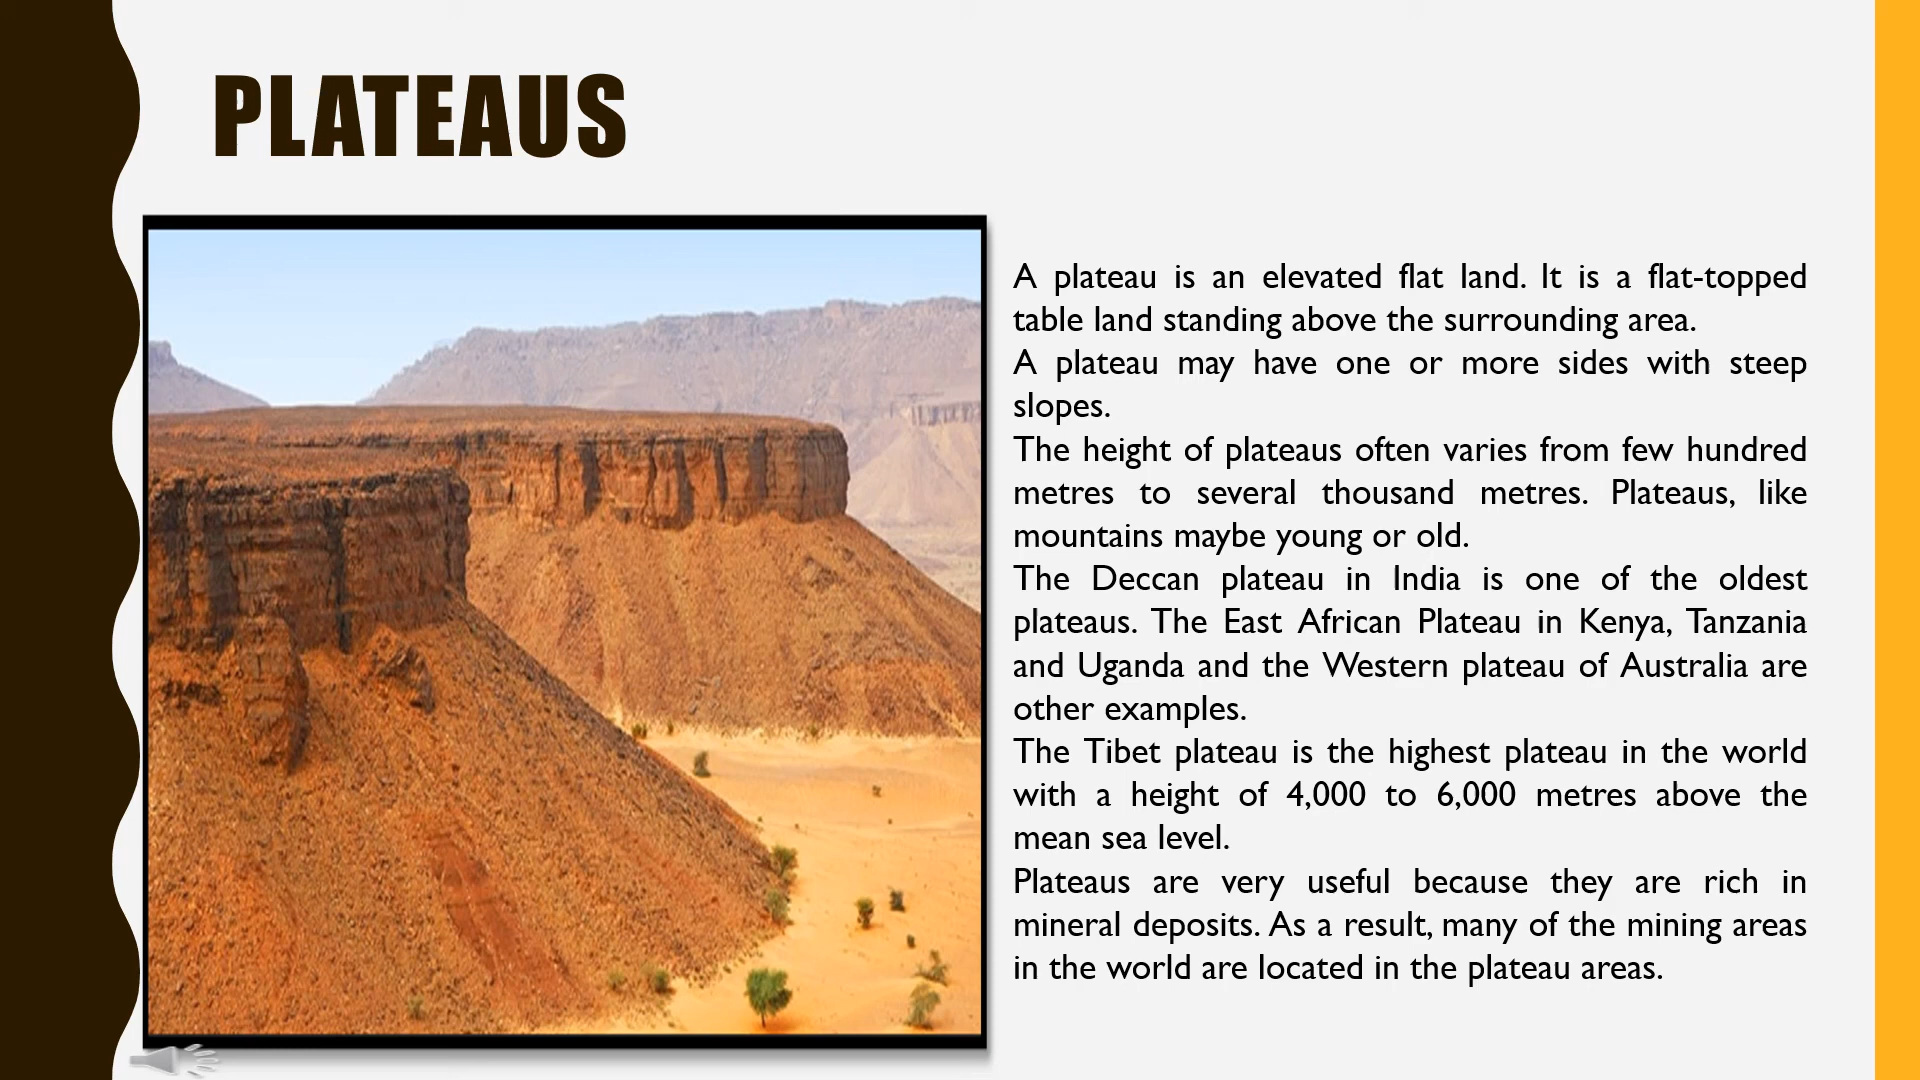 PLATEAUS
A plateau is an elevated flat land. It is a flat-topped
table land standing above the surrounding area.
A plateau may have one or more sides with steep
slopes.
The height of plateaus often varies from few hundred
metres to several thousand metres. Plateaus, like
mountains maybe young or old.
The Deccan plateau in India is one of the oldest
plateaus. The East African Plateau in Kenya, Tanzania
and Uganda and the Western plateau of Australia are
other examples.
The Tibet plateau is the highest plateau in the world
with a height of 4,000 to 6,000 metres above the
mean sea level.
Plateaus are very useful because they are rich in
mineral deposits. As a result, many of the mining areas
in the world are located in the plateau areas.